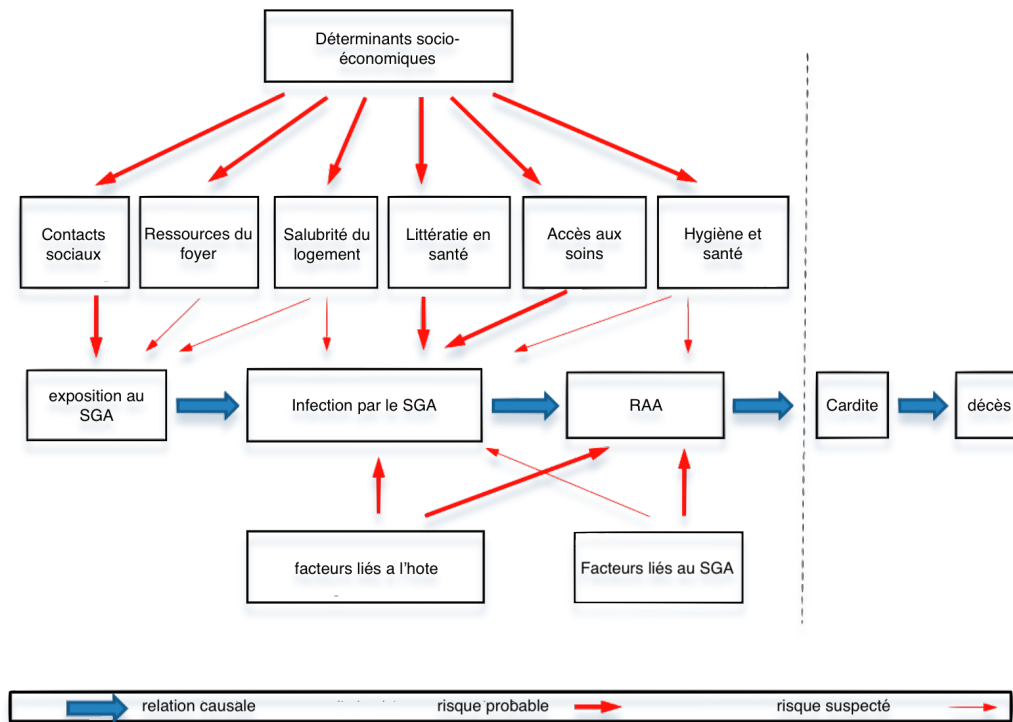 Déterminants socio-
économiques
Contacts
sociaux
Ressources du
foyer
Salubrité du
logement
Littératie en
santé
Accès aux
soins
Hygiène et
santé
exposition au
SGA
Infection par le SGA
RAA
Cardite
décès
facteurs liés a l'hote
Facteurs liés au SGA
relation causale
risque probable
risque suspecté